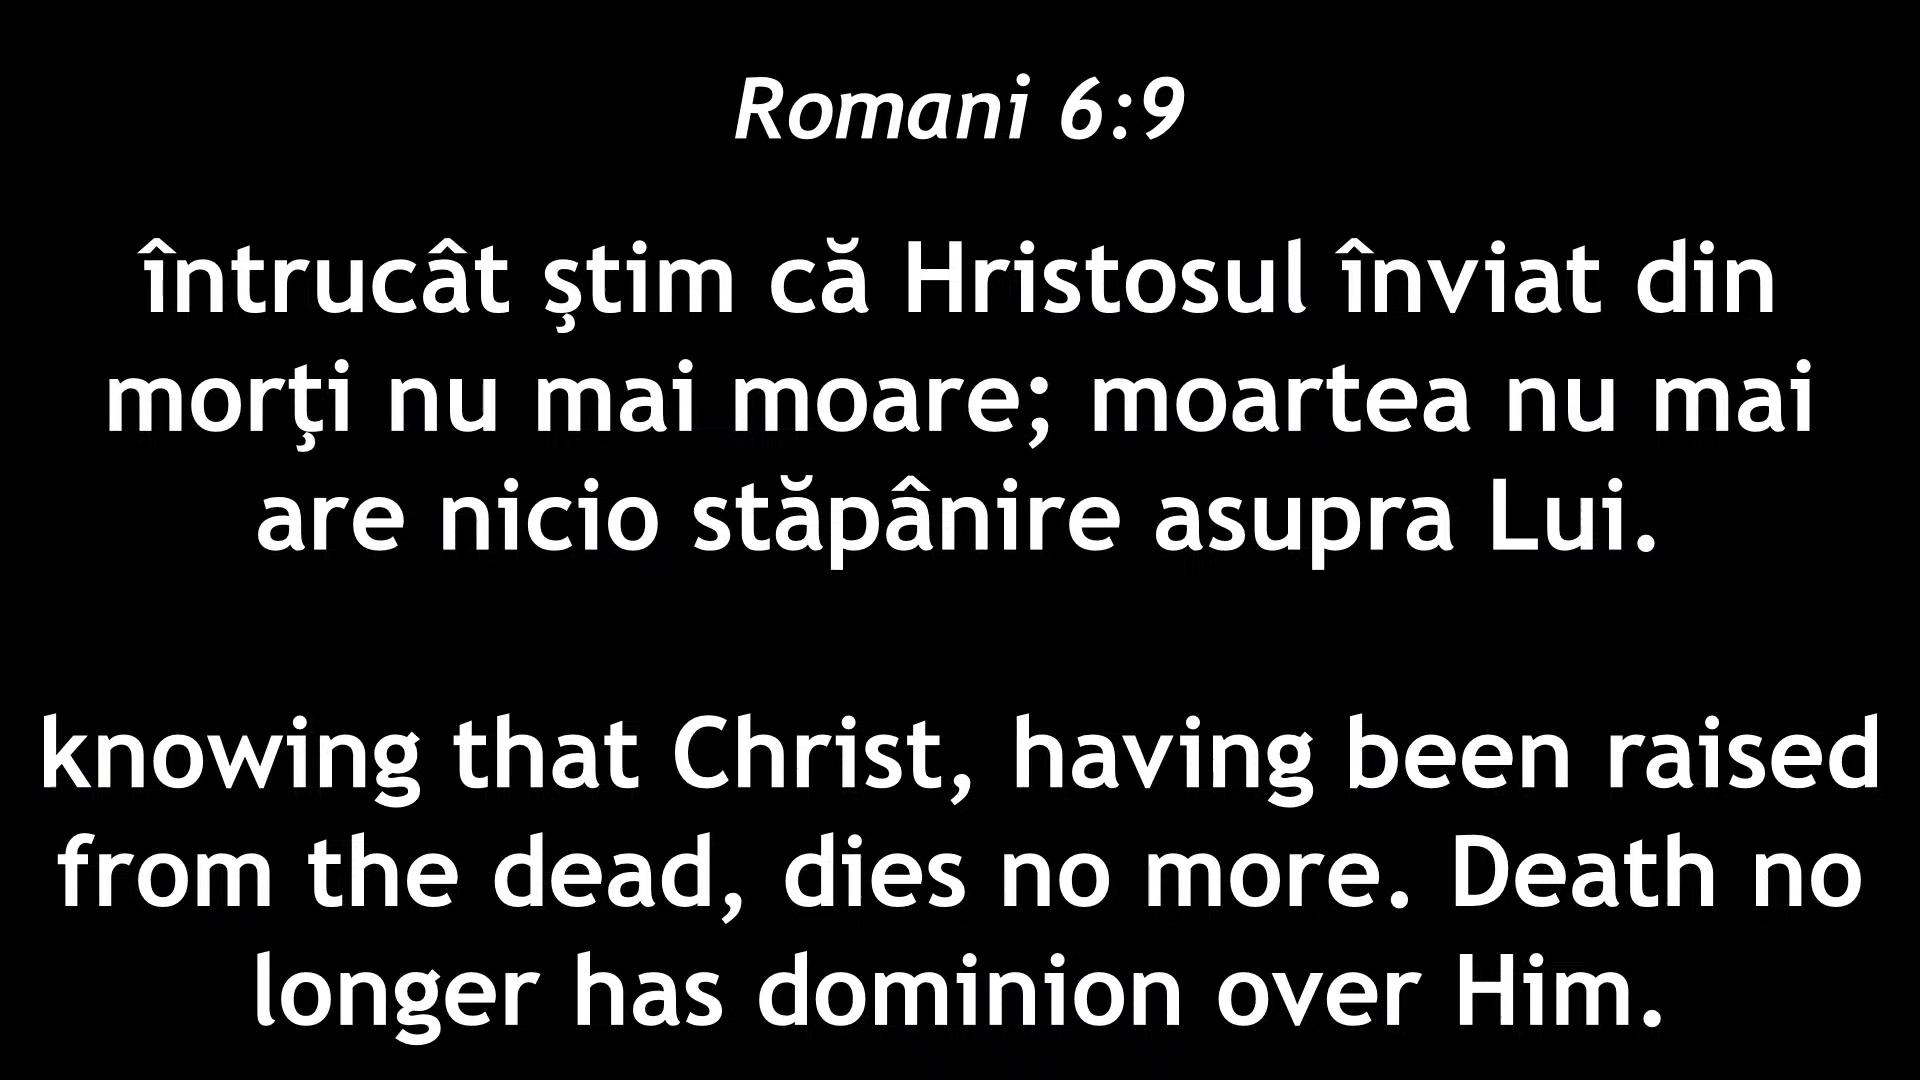 Romani 6:9
întrucât ştim că Hristosul înviat din
morţi nu mai moare; moartea nu mai
are nicio stăpânire asupra Lui.
knowing that Christ, having been raised
from the dead, dies no more. Death no
longer has dominion over Him.